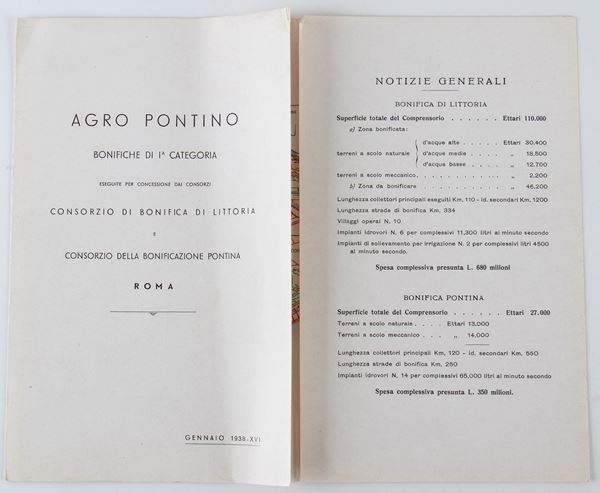 AGRO PONTINO
BONIFICHE DI Iª CATEGORIA
ESEGUITE PER CONCESSIONE DAI CONSORZI
CONSORZIO DI BONIFICA DI LITTORIA
E
CONSORZIO DELLA BONIFICAZIONE PONTINA
ROMA
GENNAIO 1938-XVI
NOTIZIE GENERALI
BONIFICA DI LITTORIA
Superficie totale del Comprensorio . . . . . . Ettari 110.000
a) Zona bonificata:
terreni a scolo naturale { d'acque alte . . . . . Ettari 30,400
d'acque medie . . . . „ 18,500
d'acque basse . . . . „ 12,700
terreni a scolo meccanico . . . . . . . . . . „ 2,200
b) Zona da bonificare . . . . . . . . . . „ 46,200
Lunghezza collettori principali eseguiti Km, 110 - id. secondari Km, 1200
Lunghezza strade di bonifica Km, 334
Villaggi operai N. 10
Impianti idrovori N. 6 per complessivi 11,300 litri al minuto secondo
Impianti di sollevamento per irrigazione N. 2 per complessivi litri 4500
al minuto secondo.
Spesa complessiva presunta L. 680 milioni
BONIFICA PONTINA
Superficie totale del Comprensorio . . . . . . Ettari 27.000
Terreni a scolo naturale . . . . Ettari 13,000
Terreni a scolo meccanico . . . „ 14,000
Lunghezza collettori principali Km, 120 - id. secondari Km, 550
Lunghezza strade di bonifica Km, 250
Impianti idrovori N, 14 per complessivi 65,000 litri al minuto secondo
Spesa complessiva presunta L. 350 milioni.